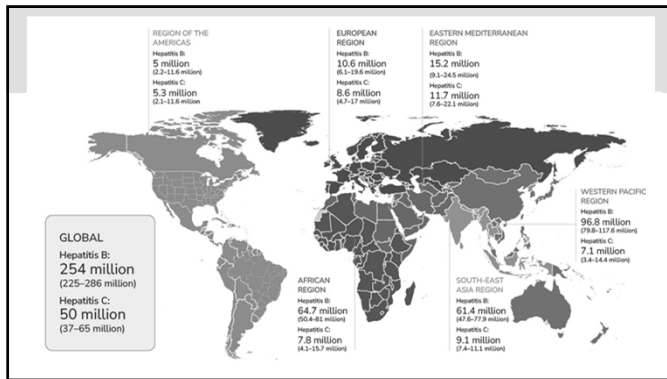 REGION OF THE
AMERICAS
Hepatitis B:
5 million
(2.2–11.6 million)
Hepatitis C:
5.3 million
(2.1–11.6 million)
EUROPEAN
REGION
Hepatitis B:
10.6 million
(6.1–19.6 million)
Hepatitis C:
8.6 million
(4.7–17 million)
EASTERN MEDITERRANEAN
REGION
Hepatitis B:
15.2 million
(9.1–24.5 million)
Hepatitis C:
11.7 million
(7.6–22.1 million)
WESTERN PACIFIC
REGION
Hepatitis B:
96.8 million
(79.8–117.6 million)
Hepatitis C:
7.1 million
(3.4–14.4 million)
GLOBAL
Hepatitis B:
254 million
(225–286 million)
Hepatitis C:
50 million
(37–65 million)
AFRICAN
REGION
Hepatitis B:
64.7 million
(50.4–61 million)
Hepatitis C:
7.8 million
(4.1–15.7 million)
SOUTH-EAST
ASIA REGION
Hepatitis B:
61.4 million
(47.6–77.9 million)
Hepatitis C:
9.1 million
(7.4–11.1 million)